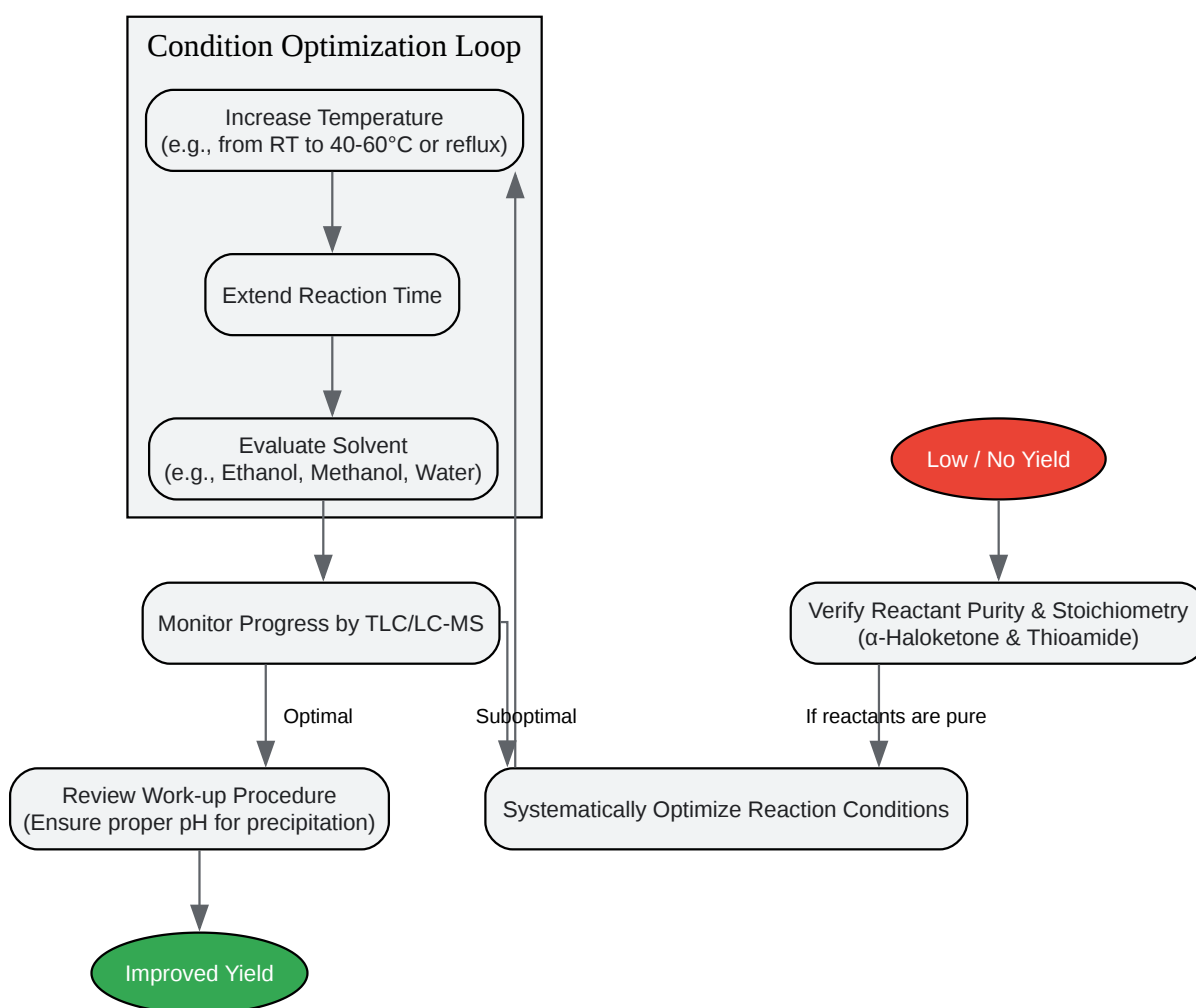 Condition Optimization Loop
Increase Temperature
(e.g., from RT to 40-60°C or reflux)
Extend Reaction Time
Evaluate Solvent
(e.g., Ethanol, Methanol, Water)
Low / No Yield
Monitor Progress by TLC/LC-MS
Verify Reactant Purity & Stoichiometry
(α-Haloketone & Thioamide)
Optimal
Suboptimal
If reactants are pure
Review Work-up Procedure
(Ensure proper pH for precipitation)
Systematically Optimize Reaction Conditions
Improved Yield